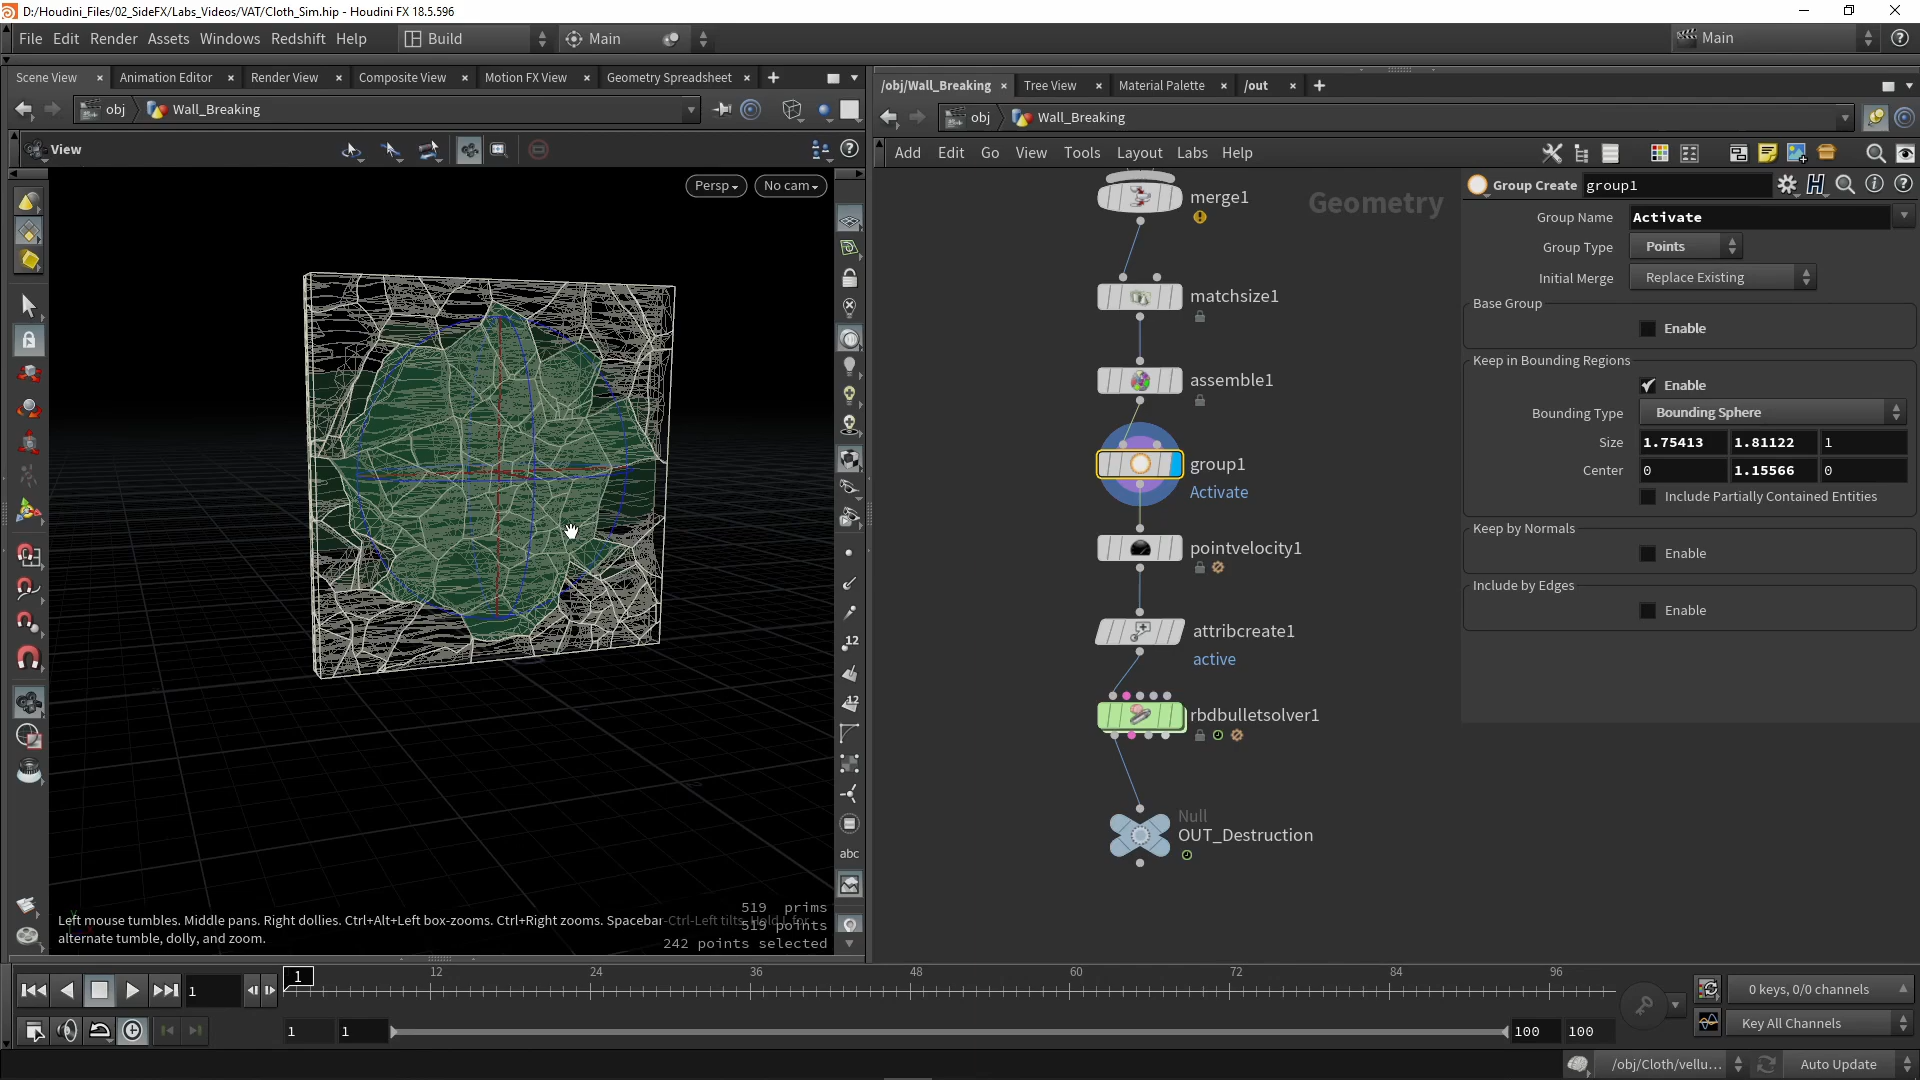 D:/Houdini_Files/02_SideFX/Labs_Videos/VAT/Cloth_Sim.hip - Houdini FX 18.5.596
File Edit Render Assets Windows Redshift Help Build Main Main
Scene View Animation Editor Render View Composite View Motion FX View Geometry Spreadsheet
obj Wall_Breaking
View
Persp No cam
12
12
abc
519 prims
519 points
242 points selected
Left mouse tumbles. Middle pans. Right dollies. Ctrl+Alt+Left box-zooms. Ctrl+Right zooms. Spacebar-Ctrl-Left tilts. Hold L for
alternate tumble, dolly, and zoom.
/obj/Wall_Breaking Tree View Material Palette /out
obj Wall_Breaking
Add Edit Go View Tools Layout Labs Help
Geometry
merge1
matchsize1
assemble1
group1
Activate
pointvelocity1
attribcreate1
active
rbdbulletsolver1
Null
OUT_Destruction
Group Create group1
Group Name Activate
Group Type Points
Initial Merge Replace Existing
Base Group
Enable
Keep in Bounding Regions
Enable
Bounding Type Bounding Sphere
Size 1.75413 1.81122 1
Center 0 1.15566 0
Include Partially Contained Entities
Keep by Normals
Enable
Include by Edges
Enable
1 1 12 24 36 48 60 72 84 96
0 keys, 0/0 channels
1 1 100 100
Key All Channels
/obj/Cloth/vellu... Auto Update